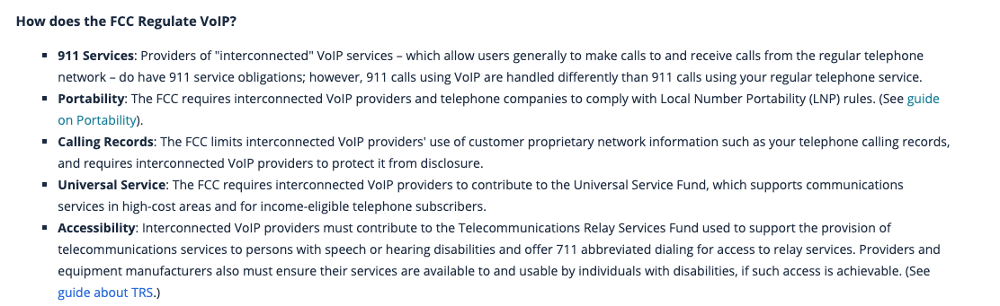 How does the FCC Regulate VoIP?
▪ 911 Services: Providers of "interconnected" VoIP services – which allow users generally to make calls to and receive calls from the regular telephone
network – do have 911 service obligations; however, 911 calls using VoIP are handled differently than 911 calls using your regular telephone service.
▪ Portability: The FCC requires interconnected VoIP providers and telephone companies to comply with Local Number Portability (LNP) rules. (See guide
on Portability).
▪ Calling Records: The FCC limits interconnected VoIP providers' use of customer proprietary network information such as your telephone calling records,
and requires interconnected VoIP providers to protect it from disclosure.
▪ Universal Service: The FCC requires interconnected VoIP providers to contribute to the Universal Service Fund, which supports communications
services in high-cost areas and for income-eligible telephone subscribers.
▪ Accessibility: Interconnected VoIP providers must contribute to the Telecommunications Relay Services Fund used to support the provision of
telecommunications services to persons with speech or hearing disabilities and offer 711 abbreviated dialing for access to relay services. Providers and
equipment manufacturers also must ensure their services are available to and usable by individuals with disabilities, if such access is achievable. (See
guide about TRS.)